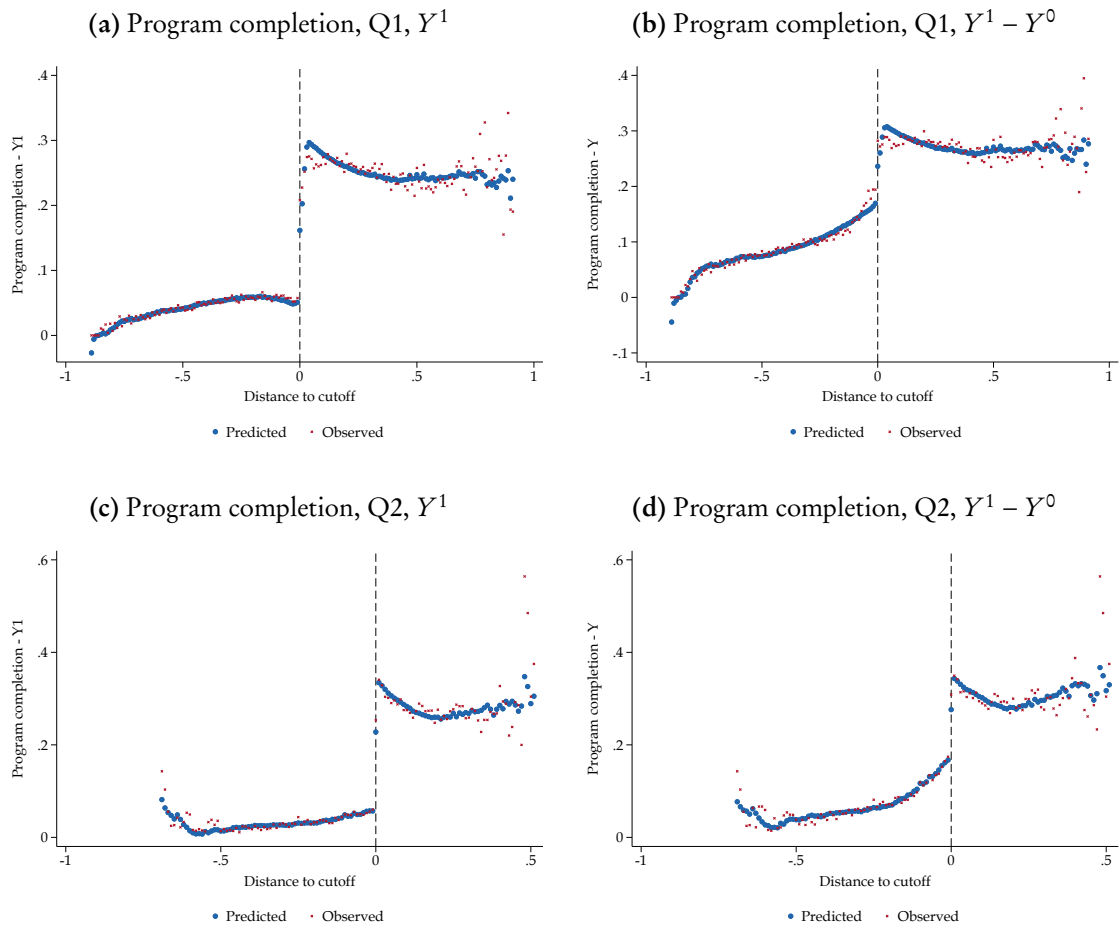 (a) Program completion, Q1, Y¹
(b) Program completion, Q1, Y¹ – Y⁰
.4
.3
.2
.1
0
Program completion - Y1
-1
-.5
0
.5
1
Distance to cutoff
Predicted
Observed
.4
.3
.2
.1
0
-.1
Program completion - Y
-1
-.5
0
.5
1
Distance to cutoff
Predicted
Observed
(c) Program completion, Q2, Y¹
(d) Program completion, Q2, Y¹ – Y⁰
.6
.4
.2
0
Program completion - Y1
-1
-.5
0
.5
Distance to cutoff
Predicted
Observed
.6
.4
.2
0
Program completion - Y
-1
-.5
0
.5
Distance to cutoff
Predicted
Observed